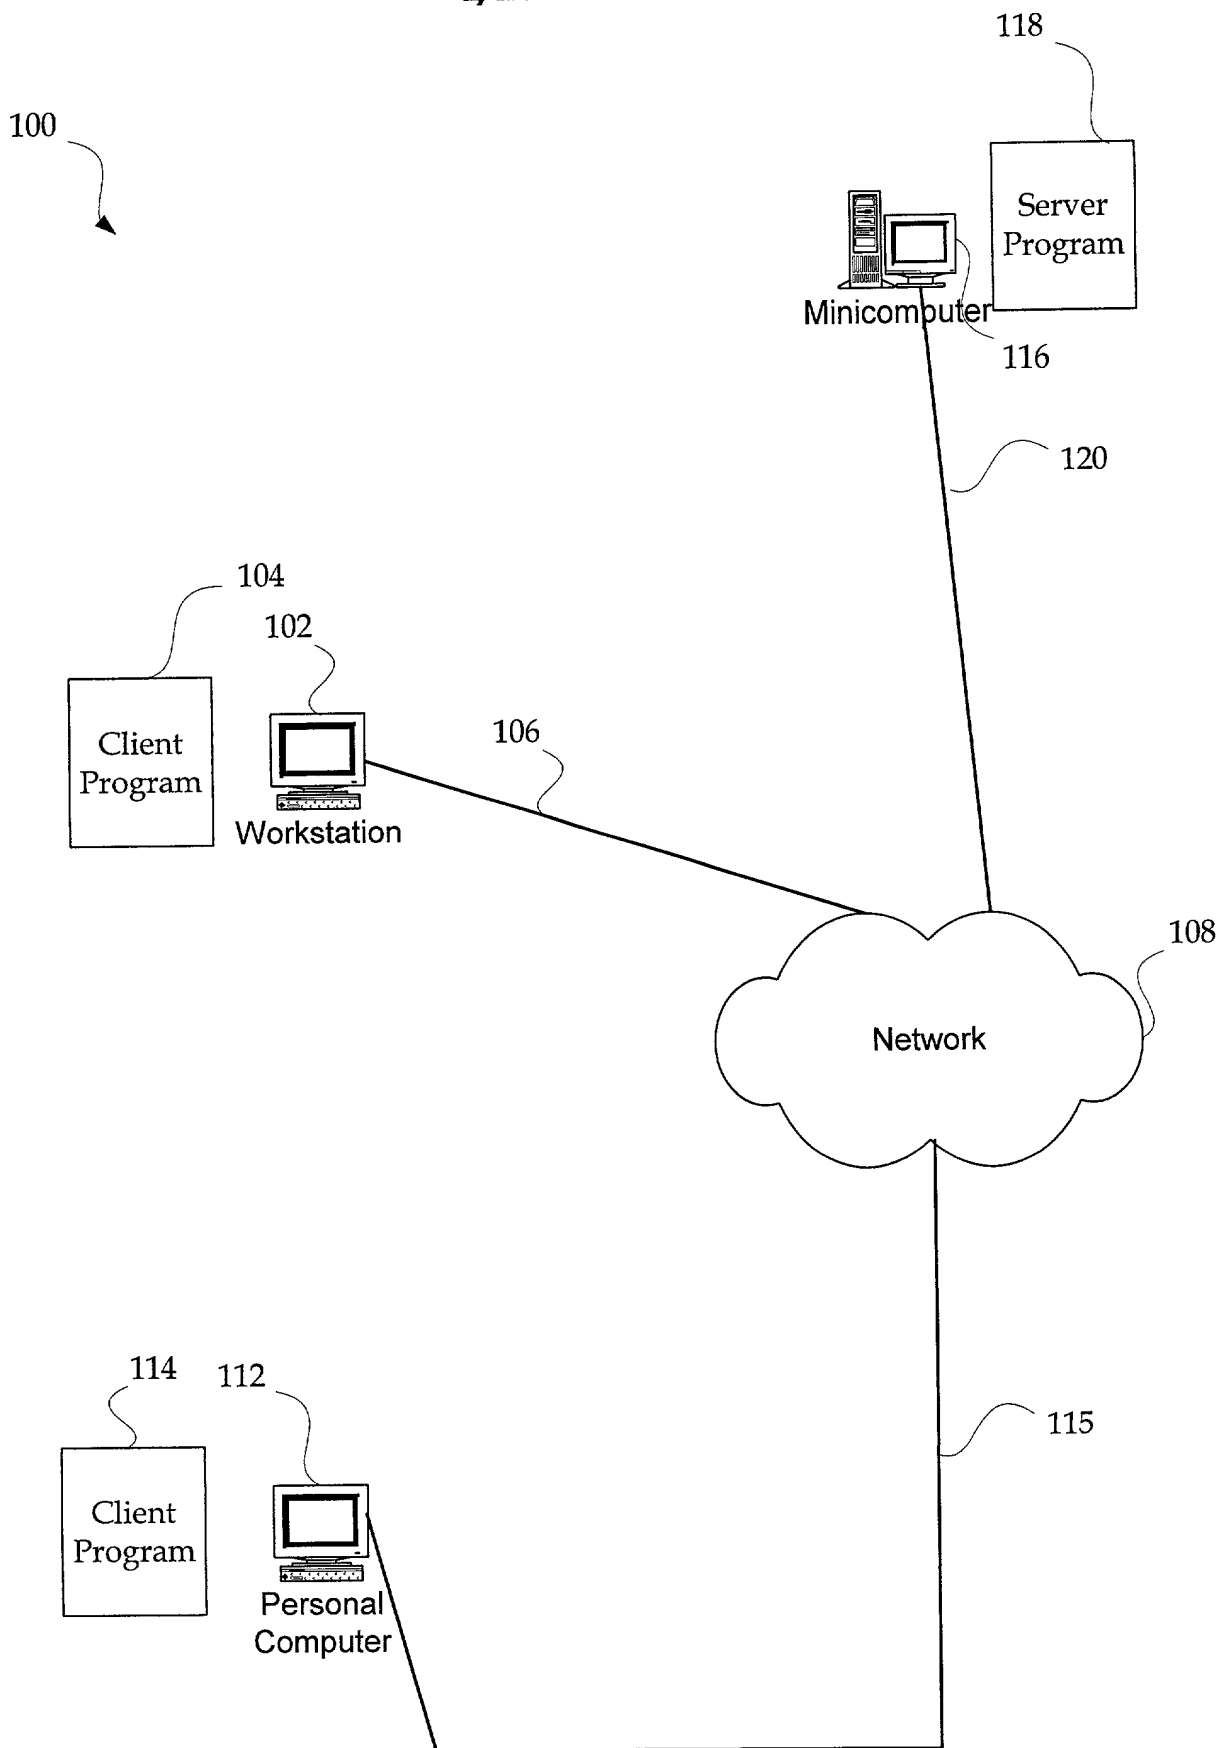 118
100
Server
Program
Minicomputer
116
120
104
102
Client
Program
106
Workstation
108
Network
114
112
115
Client
Program
Personal
Computer